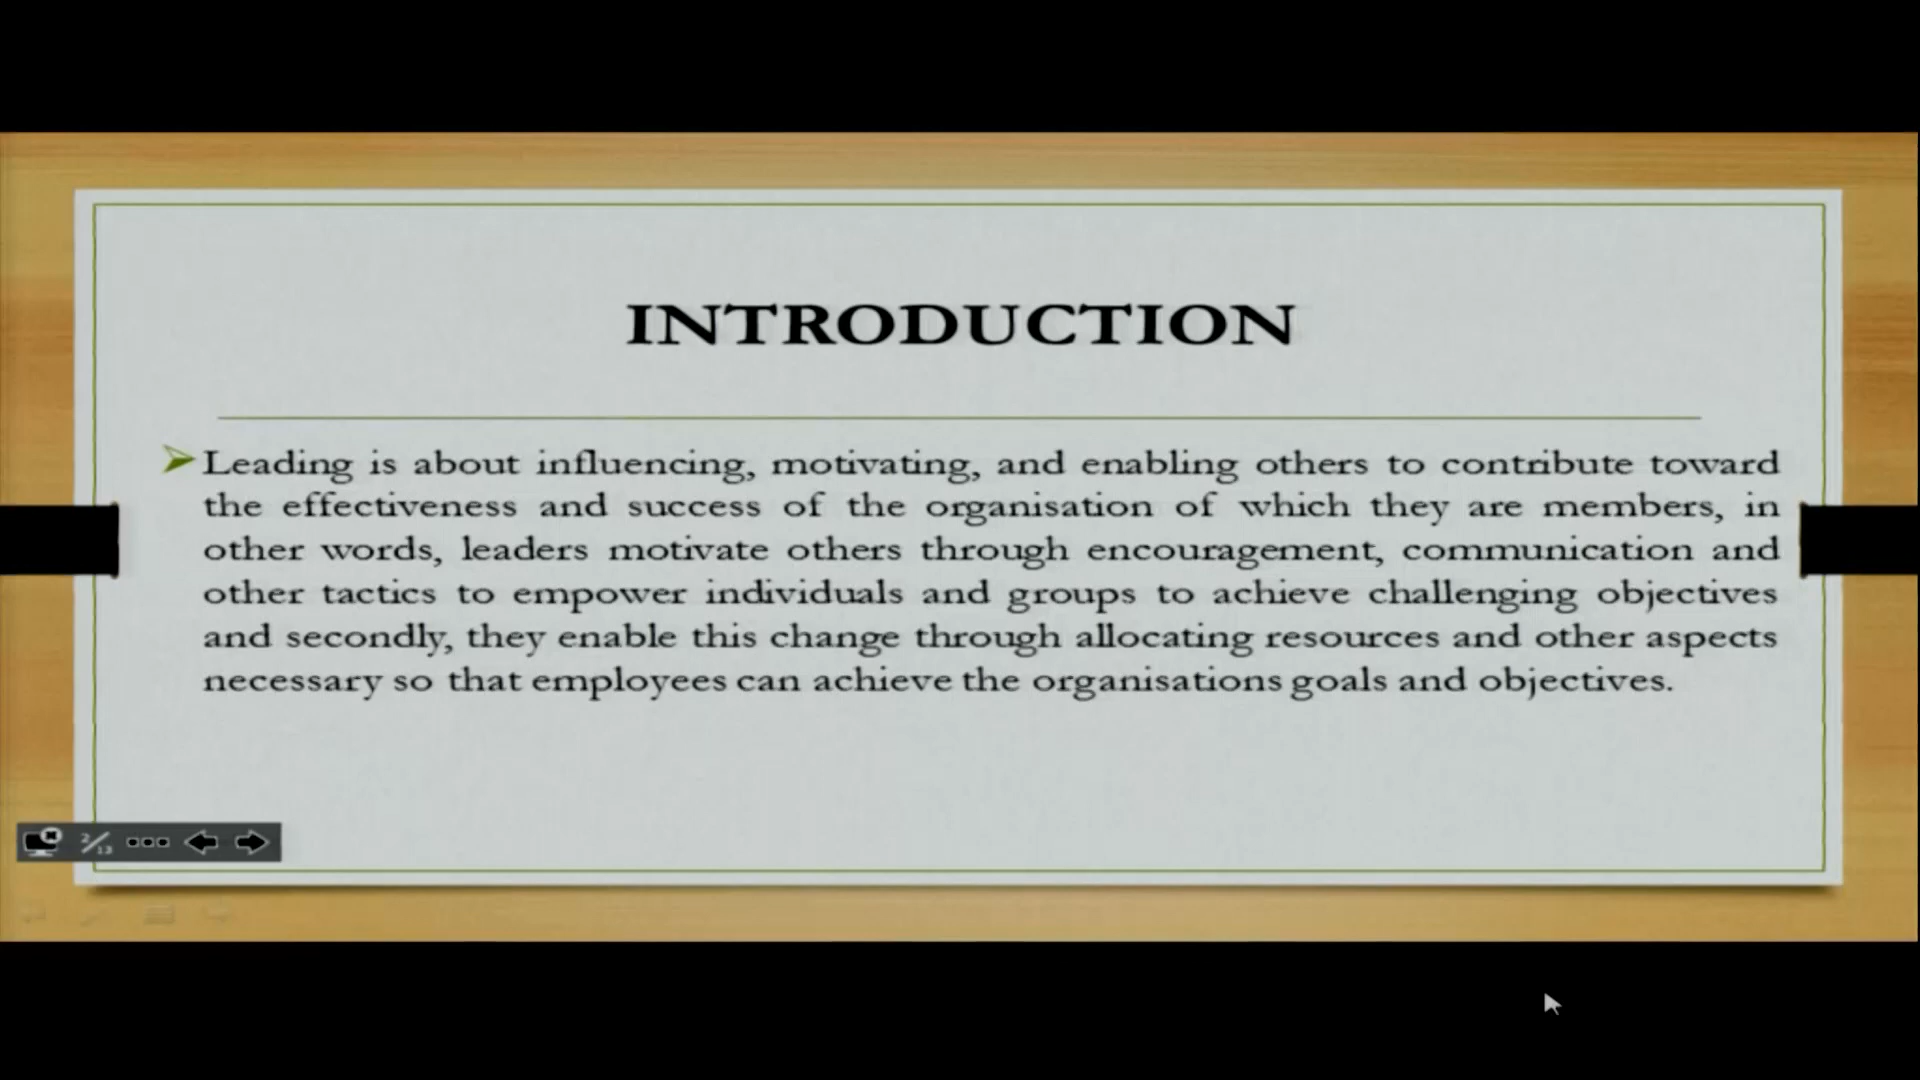 INTRODUCTION
Leading is about influencing, motivating, and enabling others to contribute toward
the effectiveness and success of the organisation of which they are members, in
other words, leaders motivate others through encouragement, communication and
other tactics to empower individuals and groups to achieve challenging objectives
and secondly, they enable this change through allocating resources and other aspects
necessary so that employees can achieve the organisations goals and objectives.
2/13